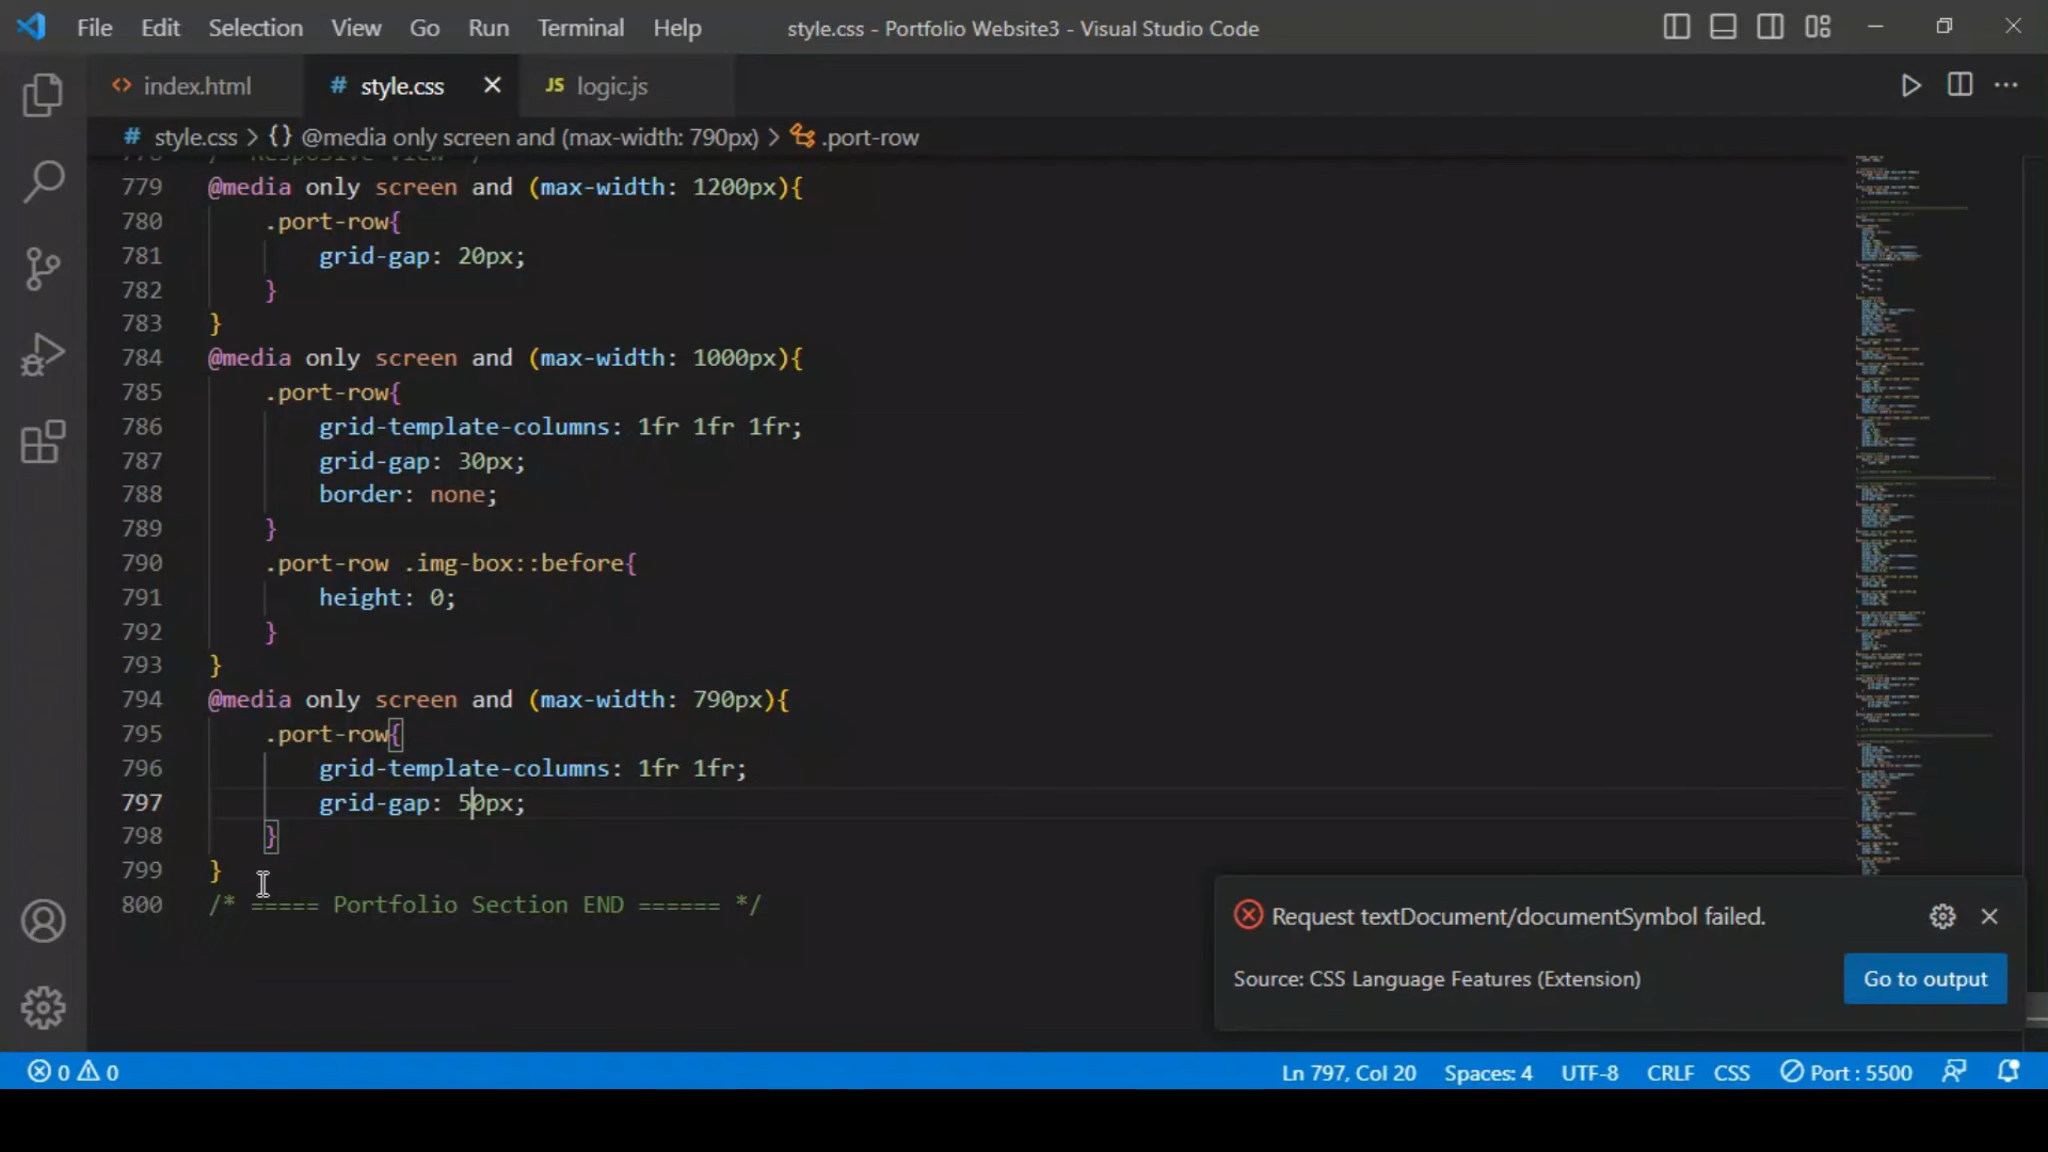 File Edit Selection View Go Run Terminal Help style.css - Portfolio Website3 - Visual Studio Code
<> index.html # style.css JS logic.js
# style.css > {} @media only screen and (max-width: 790px) > .port-row
779 @media only screen and (max-width: 1200px){
780 .port-row{
781 grid-gap: 20px;
782 }
783 }
784 @media only screen and (max-width: 1000px){
785 .port-row{
786 grid-template-columns: 1fr 1fr 1fr;
787 grid-gap: 30px;
788 border: none;
789 }
790 .port-row .img-box::before{
791 height: 0;
792 }
793 }
794 @media only screen and (max-width: 790px){
795 .port-row{
796 grid-template-columns: 1fr 1fr;
797 grid-gap: 50px;
798 }
799 }
800 /* ===== Portfolio Section END ====== */
Request textDocument/documentSymbol failed.
Source: CSS Language Features (Extension) Go to output
0 0 Ln 797, Col 20 Spaces: 4 UTF-8 CRLF CSS Port : 5500